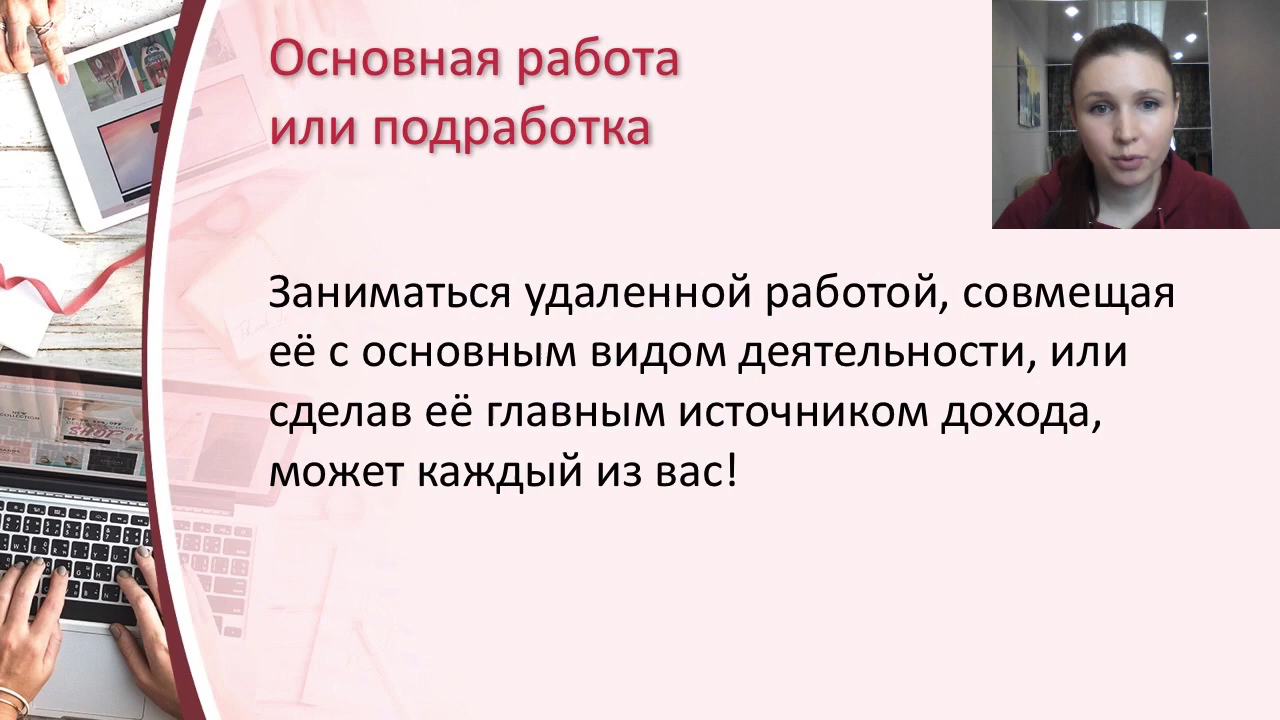 Основная работа
или подработка
Заниматься удаленной работой, совмещая
её с основным видом деятельности, или
сделав её главным источником дохода,
может каждый из вас!